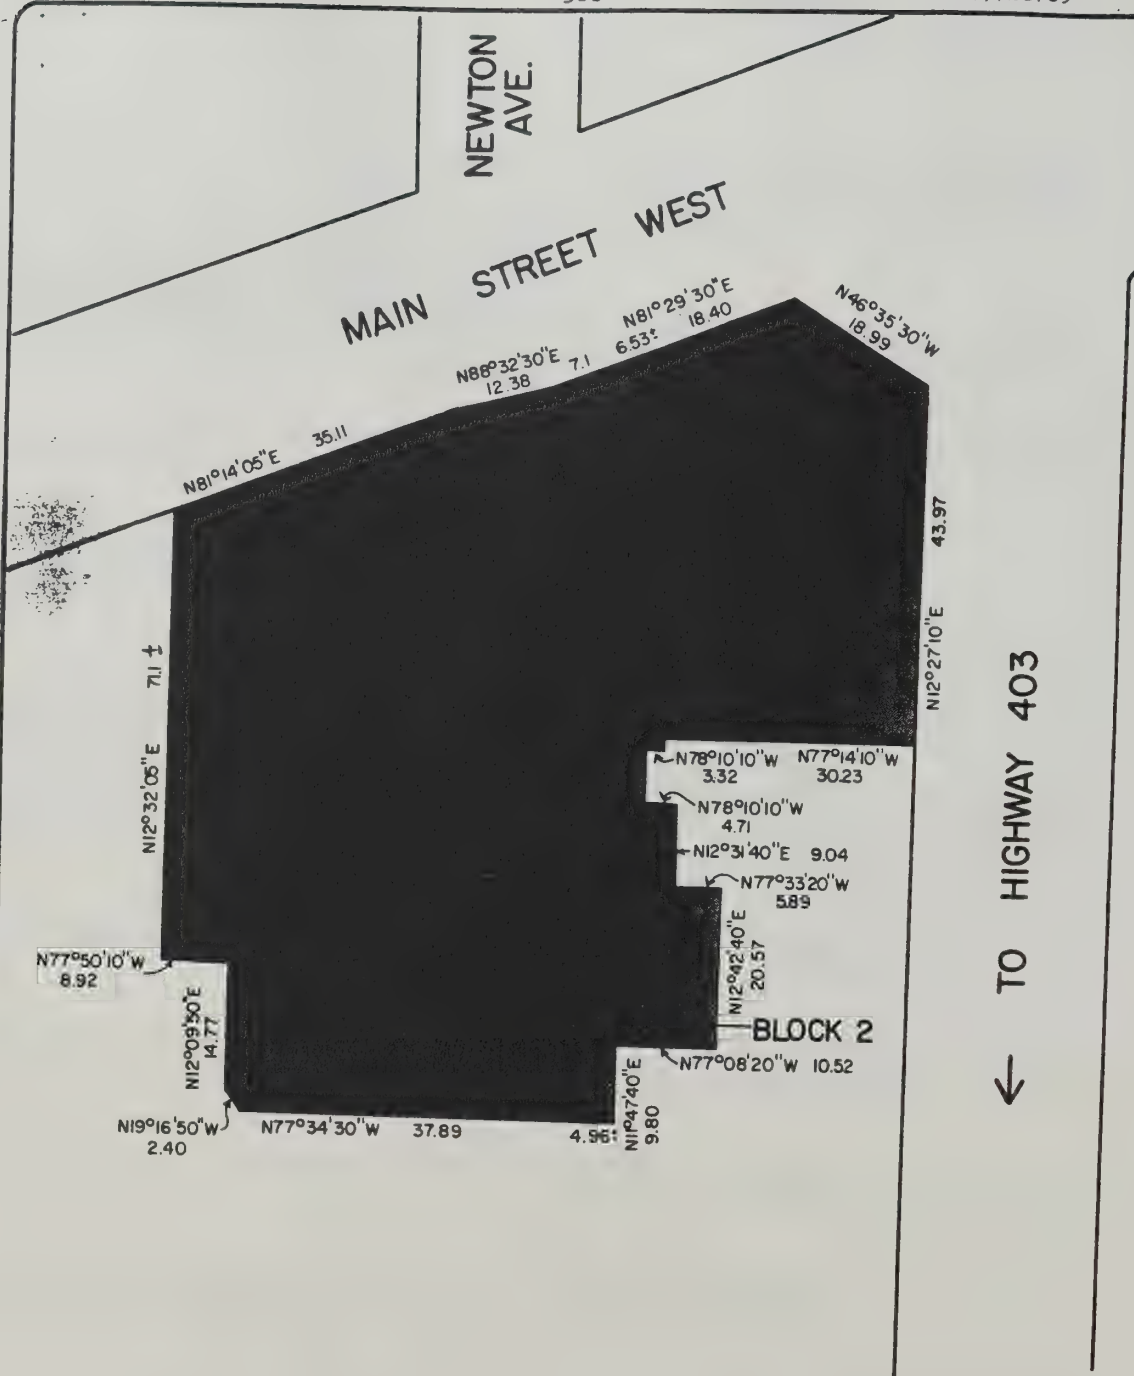 NEWTON
AVE.
MAIN STREET WEST
N81°29'30"E
6.53± 18.40
N46°35'30"W
18.99
N88°32'30"E
12.38
7.1
N81°14'05"E 35.11
43.97
N12°27'10"E
71.1 ±
N12°32'05"E
TO HIGHWAY 403
N78°10'10"W
3.32
N77°14'10"W
30.23
N78°10'10"W
4.71
N12°31'40"E 9.04
N77°33'20"W
5.89
N12°42'40"E
20.57
N77°50'10"W
8.92
N12°09'50"E
14.77
BLOCK 2
N77°08'20"W 10.52
N11°47'40"E
9.80
N19°16'50"W
2.40
N77°34'30"W 37.89 4.96±